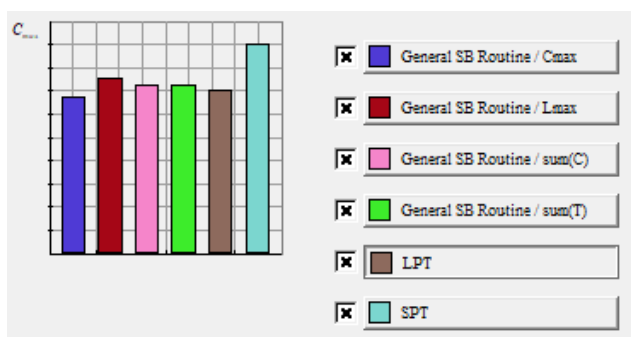 Cmax
General SB Routine / Cmax
General SB Routine / Lmax
General SB Routine / sum(C)
General SB Routine / sum(T)
LPT
SPT